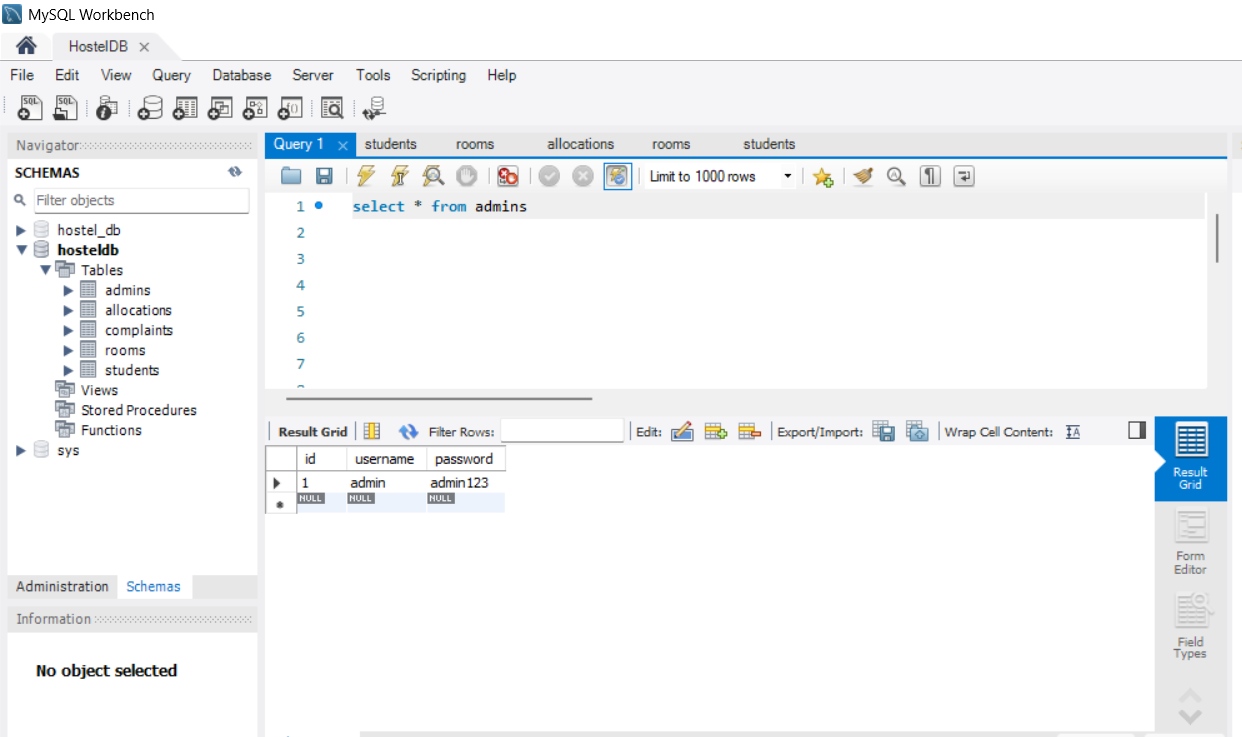 MySQL Workbench
HostelDB
File Edit View Query Database Server Tools Scripting Help
Navigator
SCHEMAS
Filter objects
hostel_db
hosteldb
Tables
admins
allocations
complaints
rooms
students
Views
Stored Procedures
Functions
sys
Administration Schemas
Information
No object selected
Query 1 students rooms allocations rooms students
Limit to 1000 rows
1 select * from admins
2
3
4
5
6
7
Result Grid Filter Rows: Edit: Export/Import: Wrap Cell Content:
id username password
1 admin admin123
NULL NULL NULL
Result
Grid
Form
Editor
Field
Types